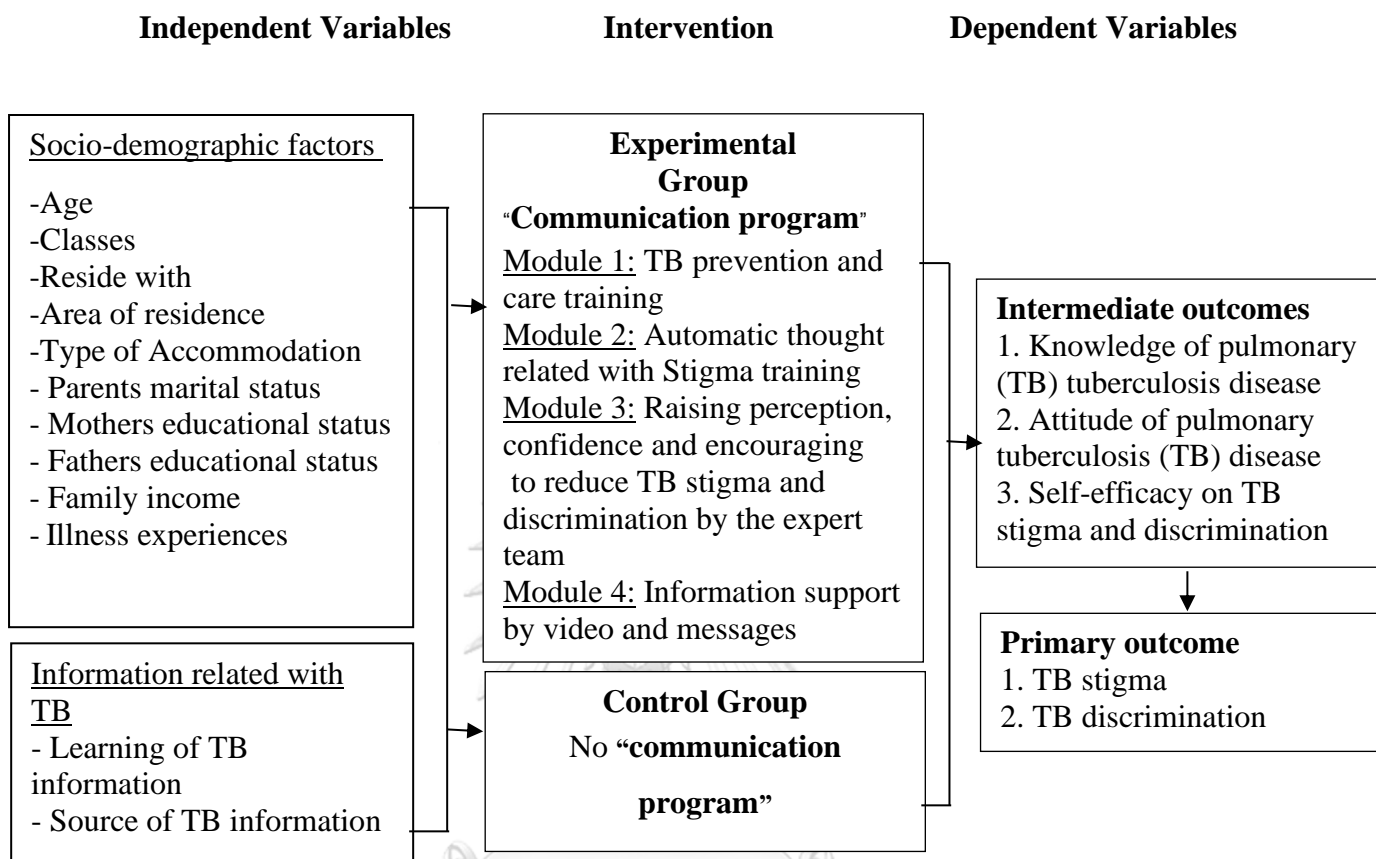 Independent Variables
Intervention
Dependent Variables
Socio-demographic factors
-Age
-Classes
-Reside with
-Area of residence
-Type of Accommodation
- Parents marital status
- Mothers educational status
- Fathers educational status
- Family income
- Illness experiences
Information related with
TB
- Learning of TB
information
- Source of TB information
Experimental
Group
“Communication program”
Module 1: TB prevention and
care training
Module 2: Automatic thought
related with Stigma training
Module 3: Raising perception,
confidence and encouraging
to reduce TB stigma and
discrimination by the expert
team
Module 4: Information support
by video and messages
Control Group
No “communication
program”
Intermediate outcomes
1. Knowledge of pulmonary
(TB) tuberculosis disease
2. Attitude of pulmonary
tuberculosis (TB) disease
3. Self-efficacy on TB
stigma and discrimination
Primary outcome
1. TB stigma
2. TB discrimination